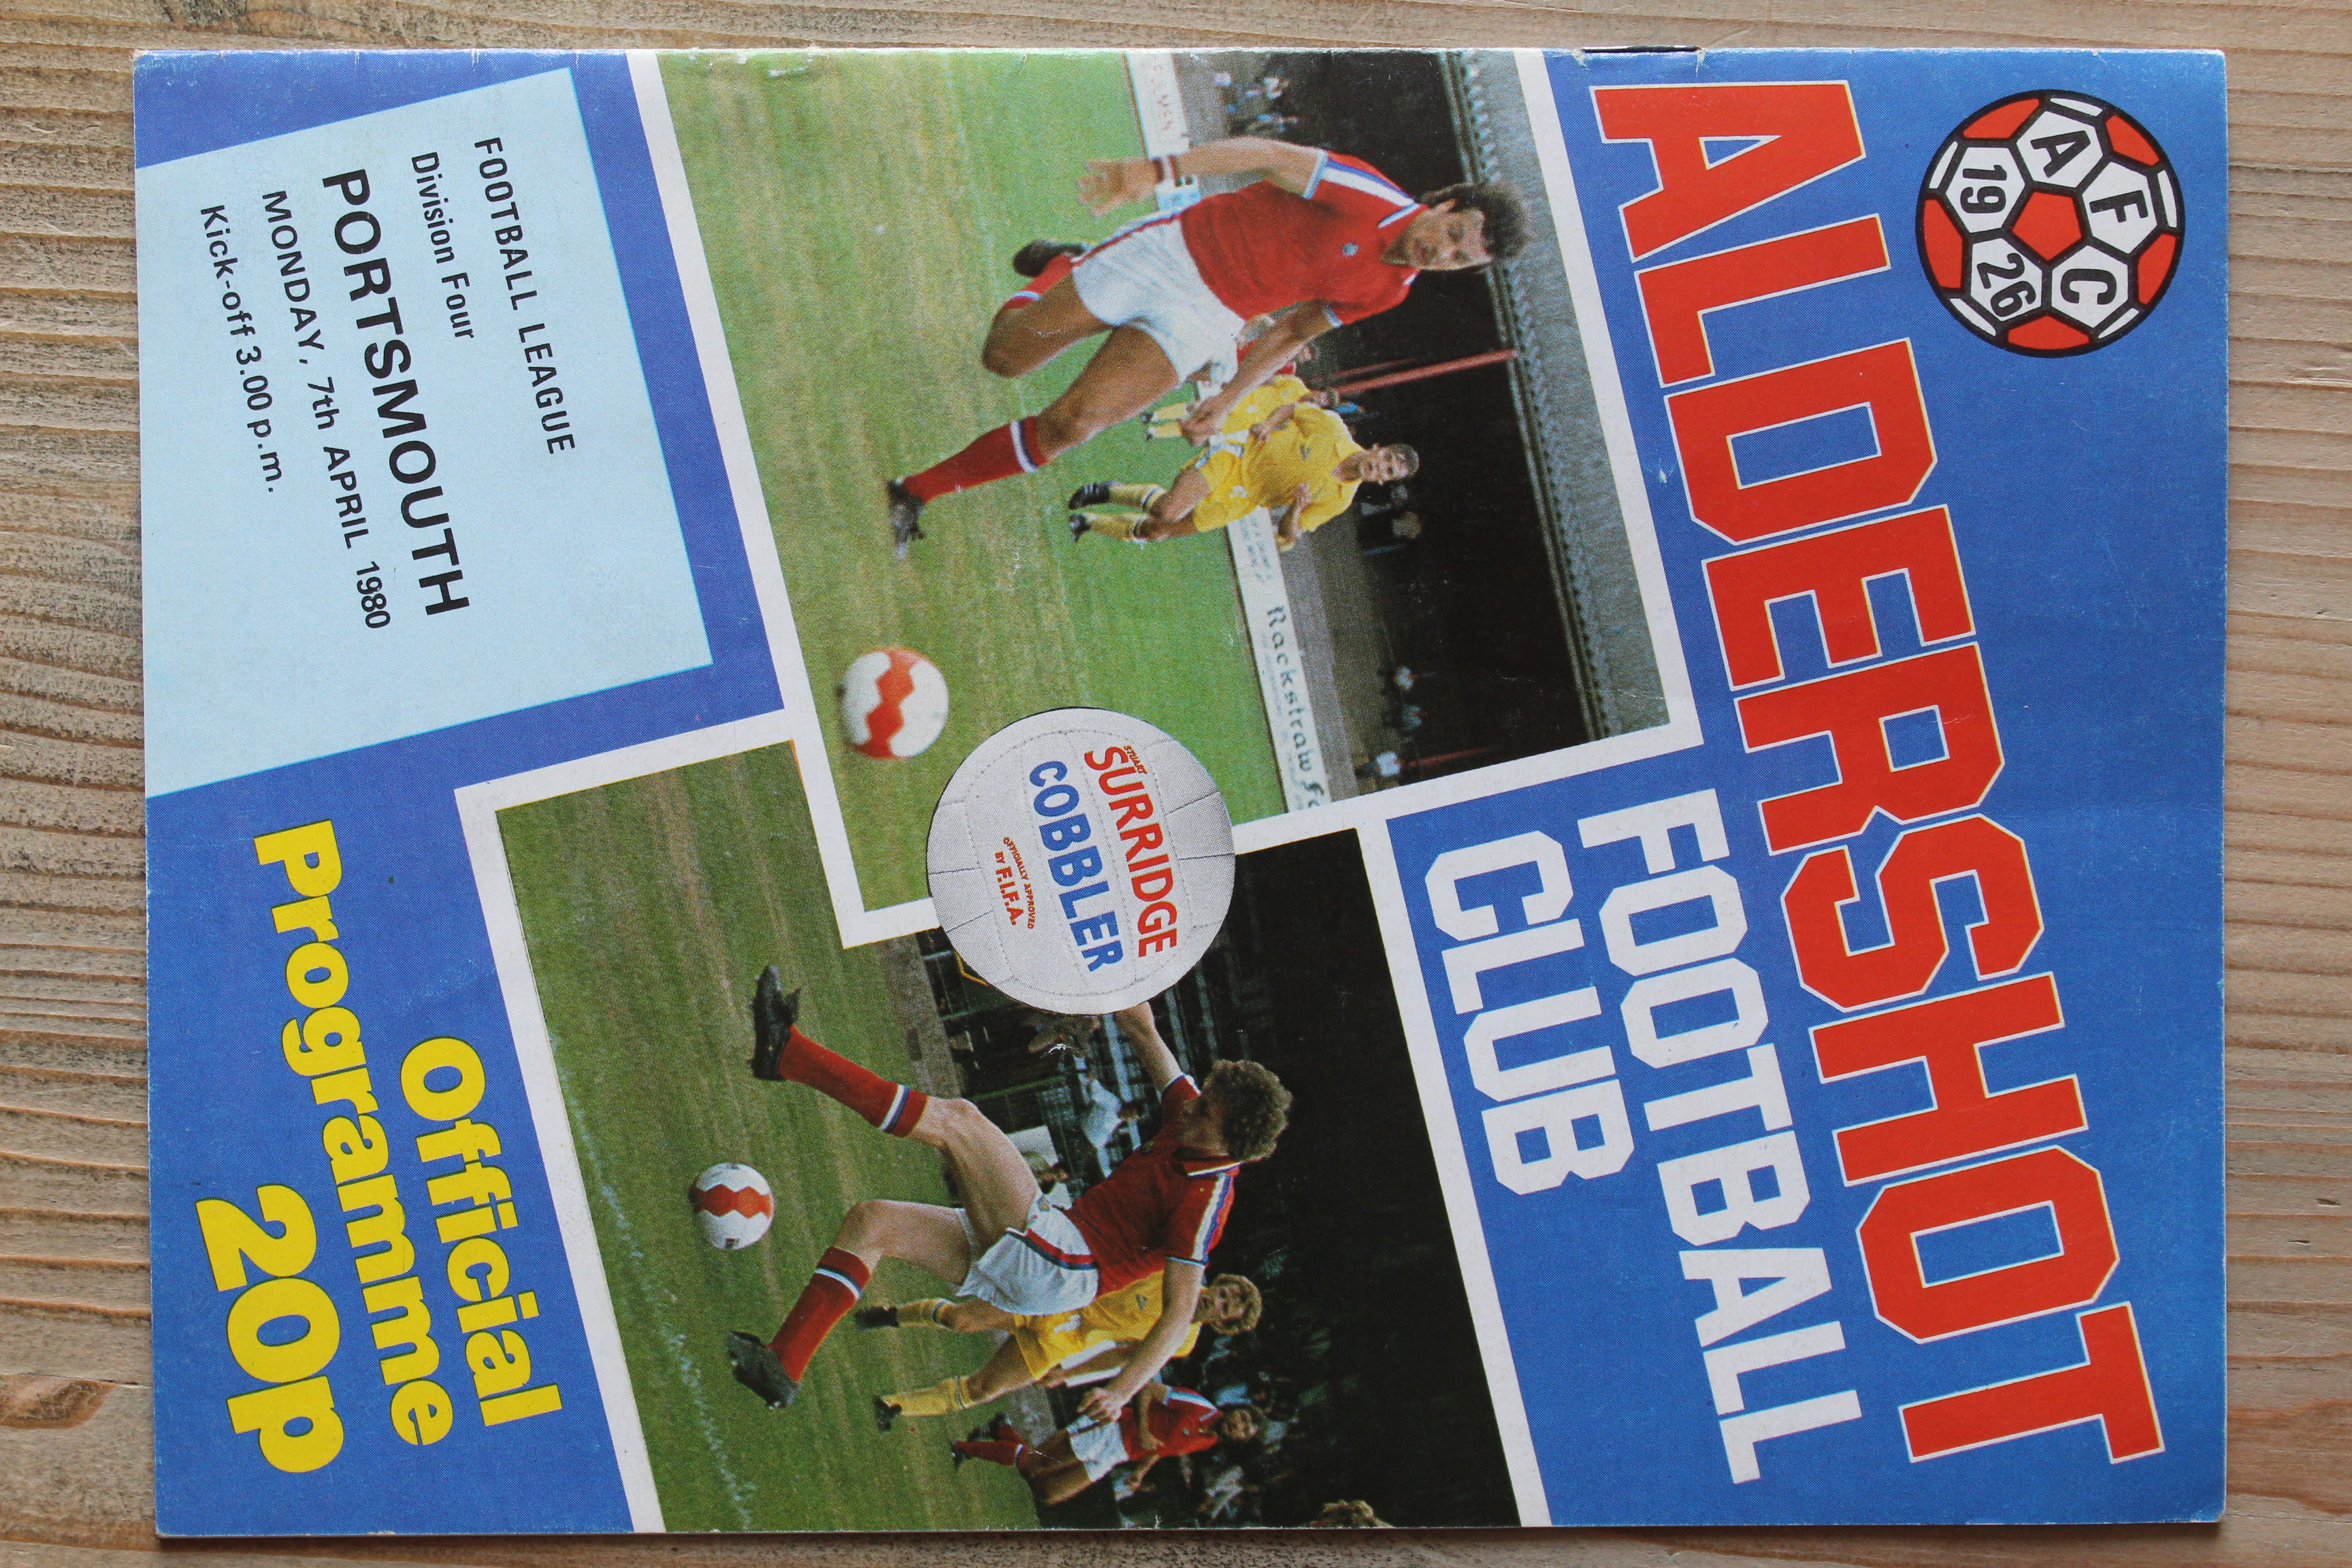 A F C
19 26
ALDERSHOT
FOOTBALL
CLUB
Rackstraw
STUART
SURRIDGE
COBBLER
OFFICIALLY APPROVED
BY F.I.F.A.
FOOTBALL LEAGUE
Division Four
PORTSMOUTH
MONDAY, 7th APRIL 1980
Kick-off 3.00 p.m.
Official
Programme
20p